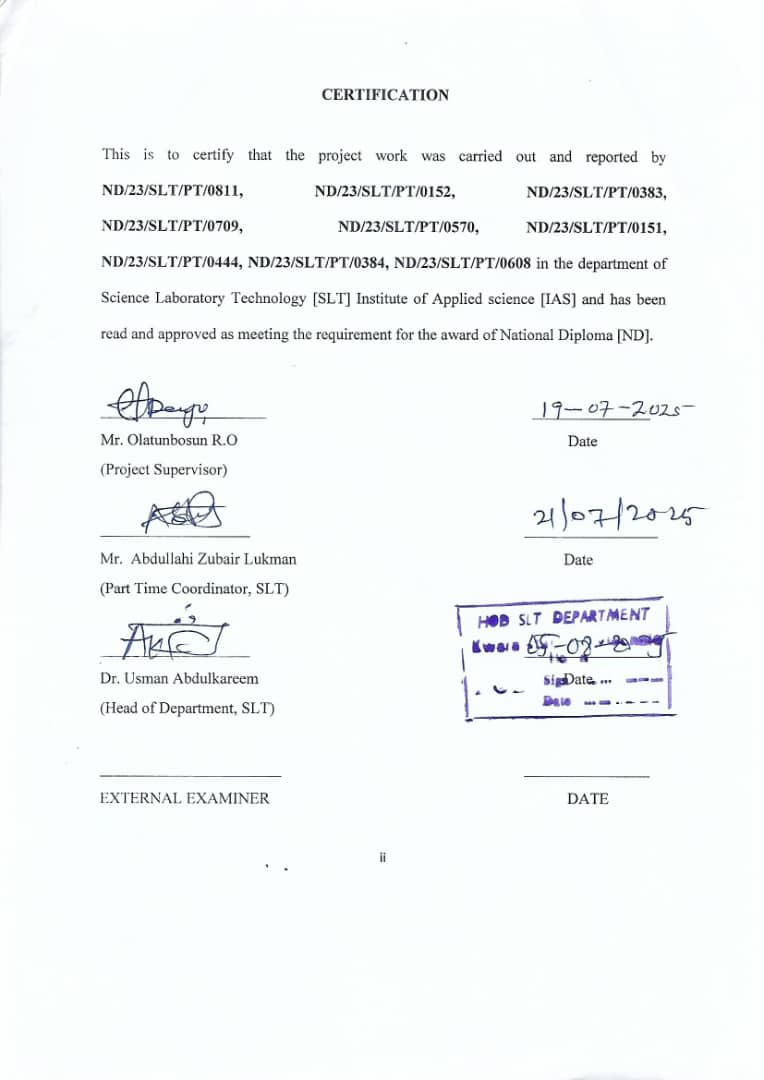 CERTIFICATION
This is to certify that the project work was carried out and reported by
ND/23/SLT/PT/0811, ND/23/SLT/PT/0152, ND/23/SLT/PT/0383,
ND/23/SLT/PT/0709, ND/23/SLT/PT/0570, ND/23/SLT/PT/0151,
ND/23/SLT/PT/0444, ND/23/SLT/PT/0384, ND/23/SLT/PT/0608 in the department of
Science Laboratory Technology [SLT] Institute of Applied science [IAS] and has been
read and approved as meeting the requirement for the award of National Diploma [ND].
19-07-2025
Mr. Olatunbosun R.O Date
(Project Supervisor)
21/07/2025
Mr. Abdullahi Zubair Lukman Date
(Part Time Coordinator, SLT)
HOD SLT DEPARTMENT
Kwara 05-08-
Dr. Usman Abdulkareem Date
(Head of Department, SLT) Date
EXTERNAL EXAMINER DATE
ii